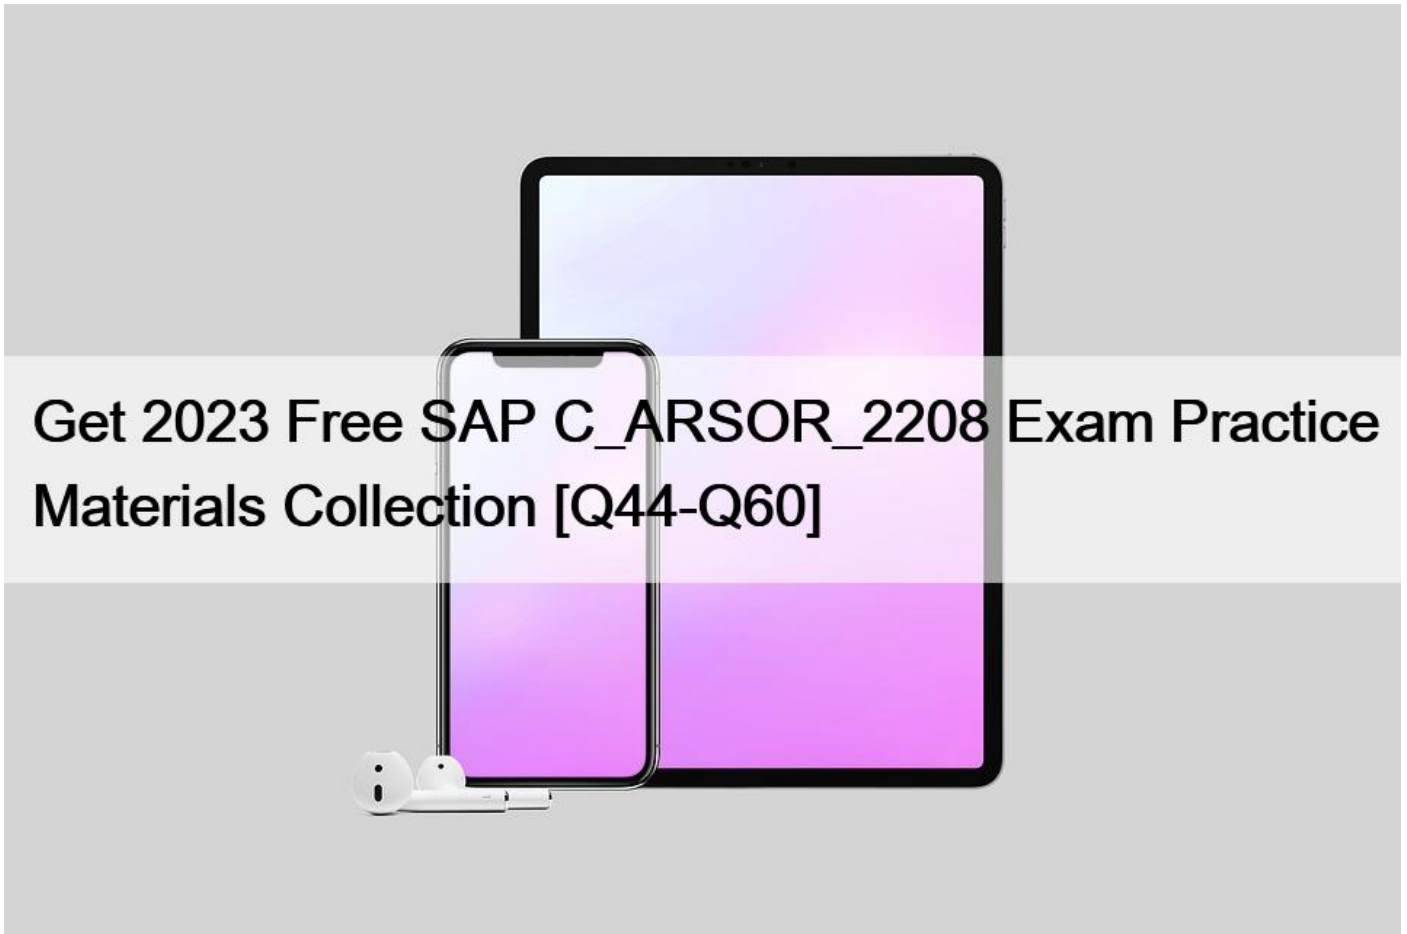 Get 2023 Free SAP C_ARSOR_2208 Exam Practice
Materials Collection [Q44-Q60]